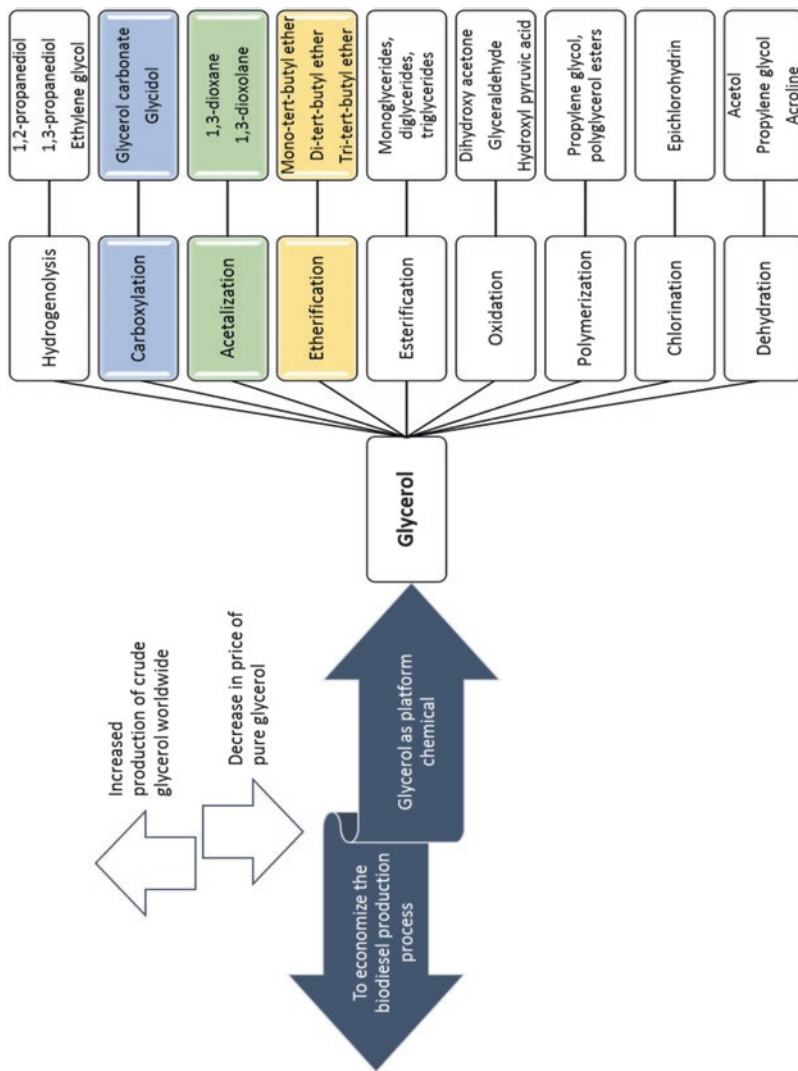 Increased
production of crude
glycerol worldwide
Decrease in price of
pure glycerol
To economize the
biodiesel production
process
Glycerol as platform
chemical
Glycerol
Hydrogenolysis
1,2-propanediol
1,3-propanediol
Ethylene glycol
Carboxylation
Glycerol carbonate
Glycidol
Acetalization
1,3-dioxane
1,3-dioxolane
Etherification
Mono-tert-butyl ether
Di-tert-butyl ether
Tri-tert-butyl ether
Esterification
Monoglycerides,
diglycerides,
triglycerides
Oxidation
Dihydroxy acetone
Glyceraldehyde
Hydroxyl pyruvic acid
Polymerization
Propylene glycol,
polyglycerol esters
Chlorination
Epichlorohydrin
Dehydration
Acetol
Propylene glycol
Acroline